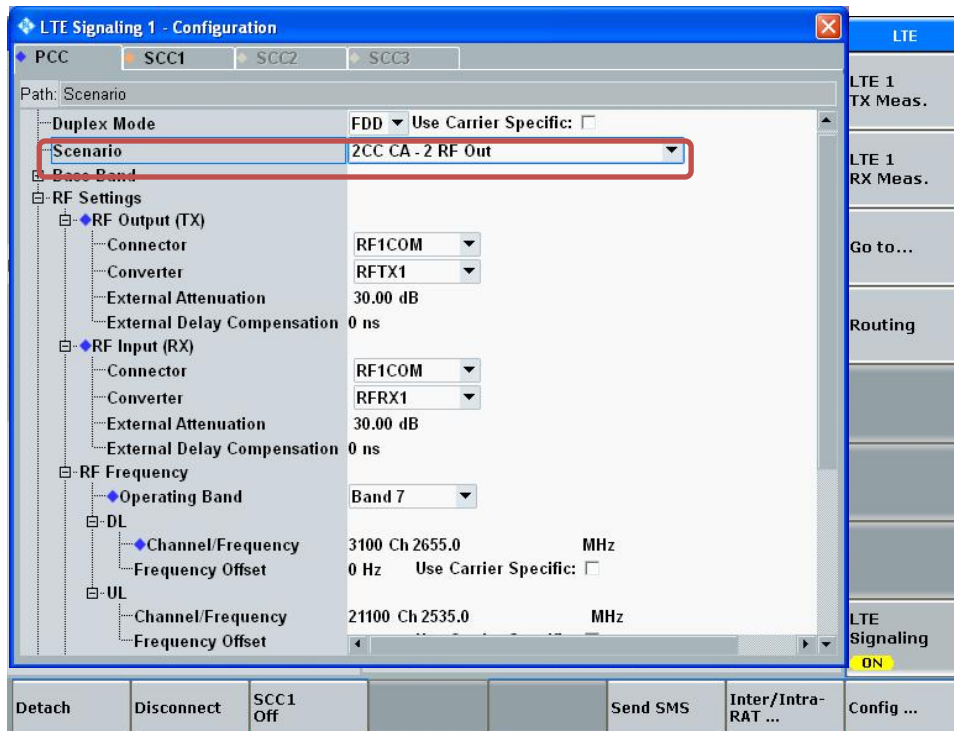 LTE Signaling 1 - Configuration
PCC SCC1 SCC2 SCC3
Path: Scenario
Duplex Mode FDD Use Carrier Specific:
Scenario 2CC CA - 2 RF Out
Base Band
RF Settings
RF Output (TX)
Connector RF1COM
Converter RFTX1
External Attenuation 30.00 dB
External Delay Compensation 0 ns
RF Input (RX)
Connector RF1COM
Converter RFRX1
External Attenuation 30.00 dB
External Delay Compensation 0 ns
RF Frequency
Operating Band Band 7
DL
Channel/Frequency 3100 Ch 2655.0 MHz
Frequency Offset 0 Hz Use Carrier Specific:
UL
Channel/Frequency 21100 Ch 2535.0 MHz
Frequency Offset
LTE
LTE 1
TX Meas.
LTE 1
RX Meas.
Go to...
Routing
LTE
Signaling
ON
Detach
Disconnect
SCC1
Off
Send SMS
Inter/Intra-
RAT ...
Config ...